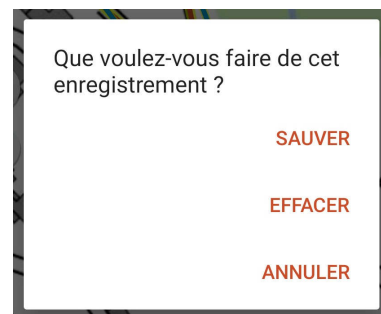 Que voulez-vous faire de cet
enregistrement ?
SAUVER
EFFACER
ANNULER